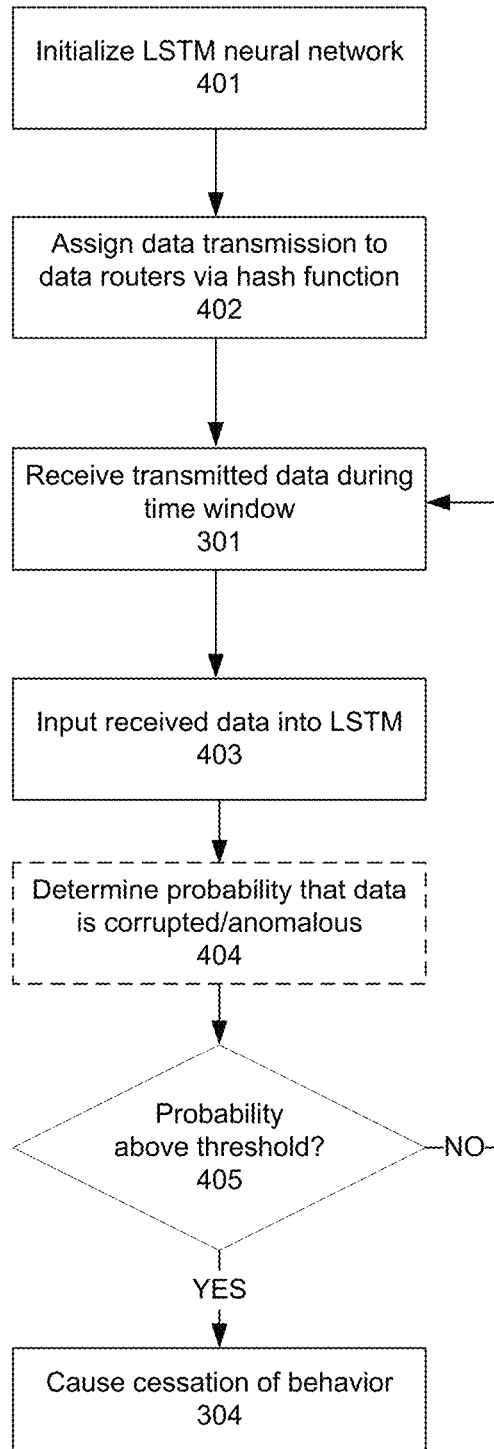 Initialize LSTM neural network
401
Assign data transmission to
data routers via hash function
402
Receive transmitted data during
time window
301
Input received data into LSTM
403
Determine probability that data
is corrupted/anomalous
404
Probability
above threshold?
405
NO
YES
Cause cessation of behavior
304